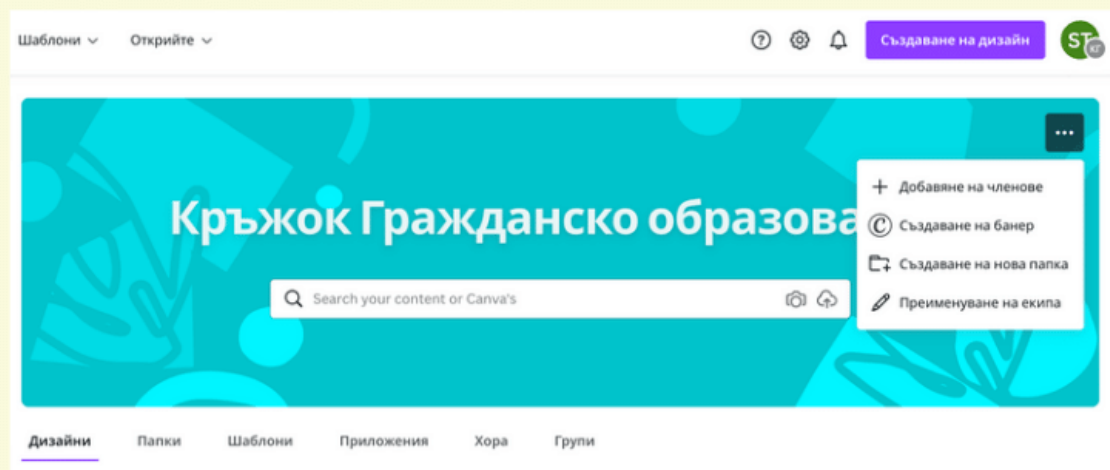 Шаблони Открийте Създаване на дизайн ST КГ
Кръжок Гражданско образова
Search your content or Canva's
Добавяне на членове
Създаване на банер
Създаване на нова папка
Преименуване на екипа
Дизайни Папки Шаблони Приложения Хора Групи